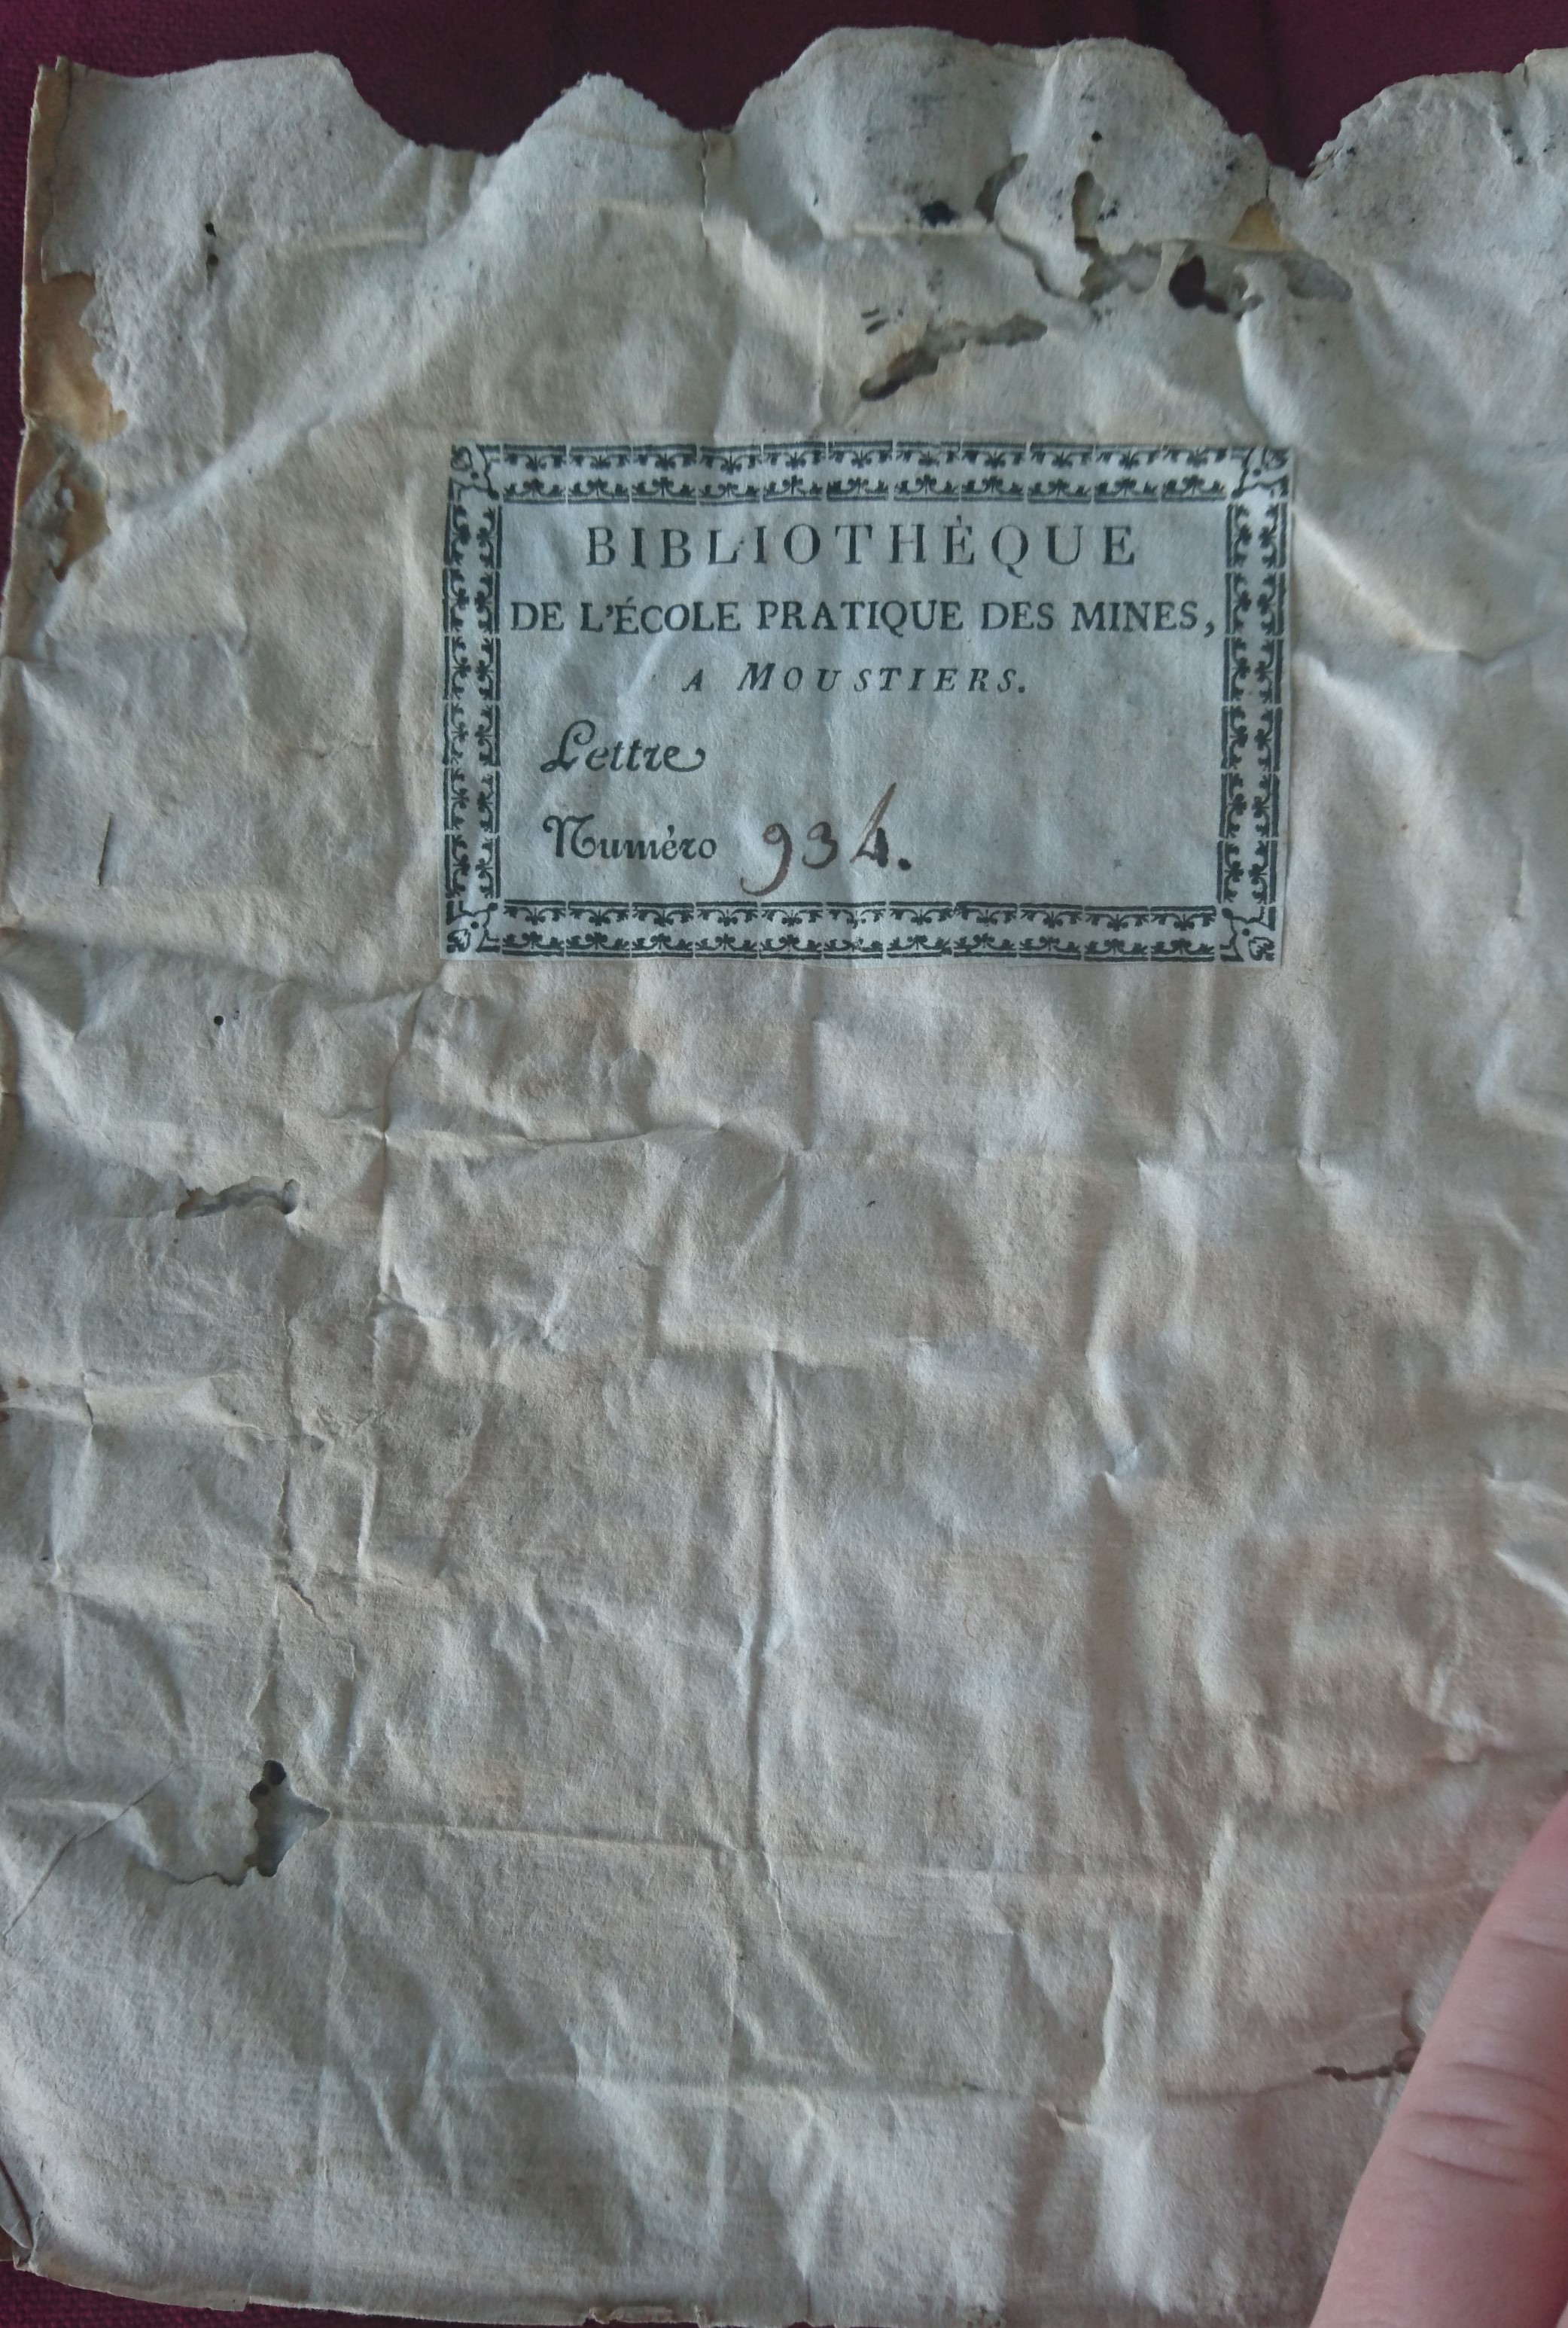 BIBLIOTHÈQUE
DE L'ÉCOLE PRATIQUE DES MINES,
A MOUSTIERS.
Lettre
Numéro 934.